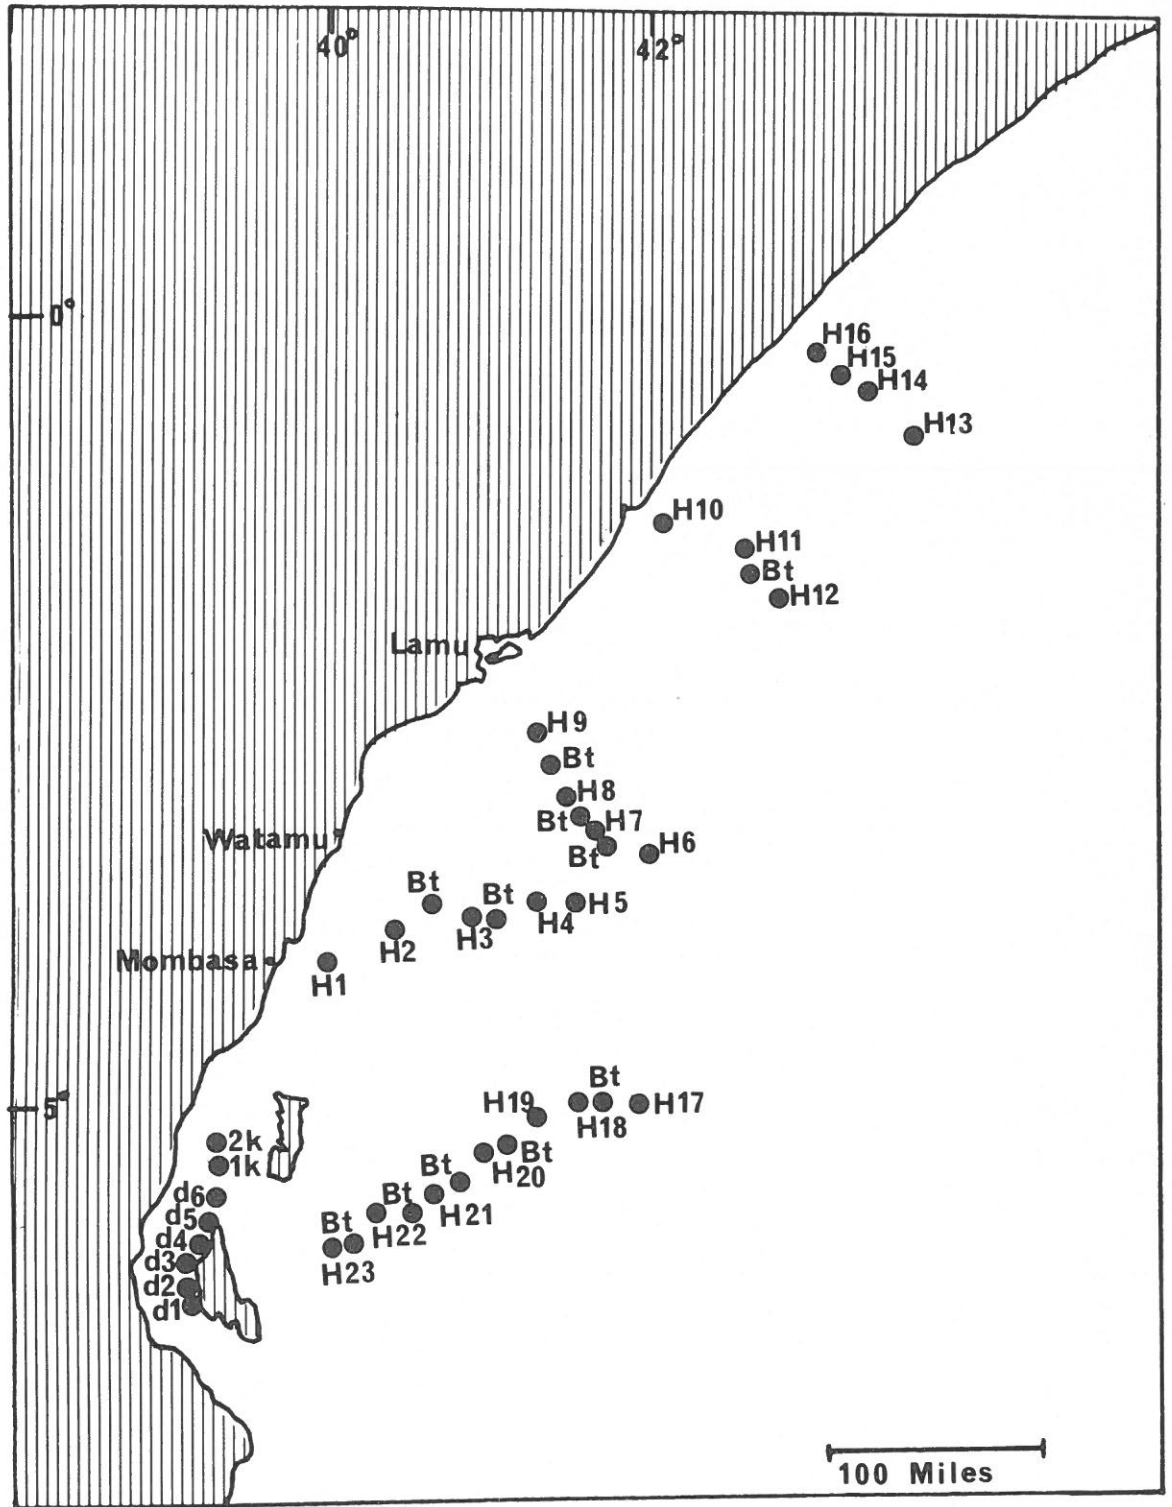 40°
42°
0°
H16
H15
H14
H13
H10
H11
Bt
H12
Lamu
H9
Bt
H8
Bt
H7
Bt
H6
Watamu
Bt
Bt
H5
H4
H3
H2
Mombasa
H1
5°
Bt
H19
H17
H18
2k
1k
Bt
H20
Bt
d6
Bt
H21
d5
Bt
H22
d4
d3
H23
d2
d1
100 Miles